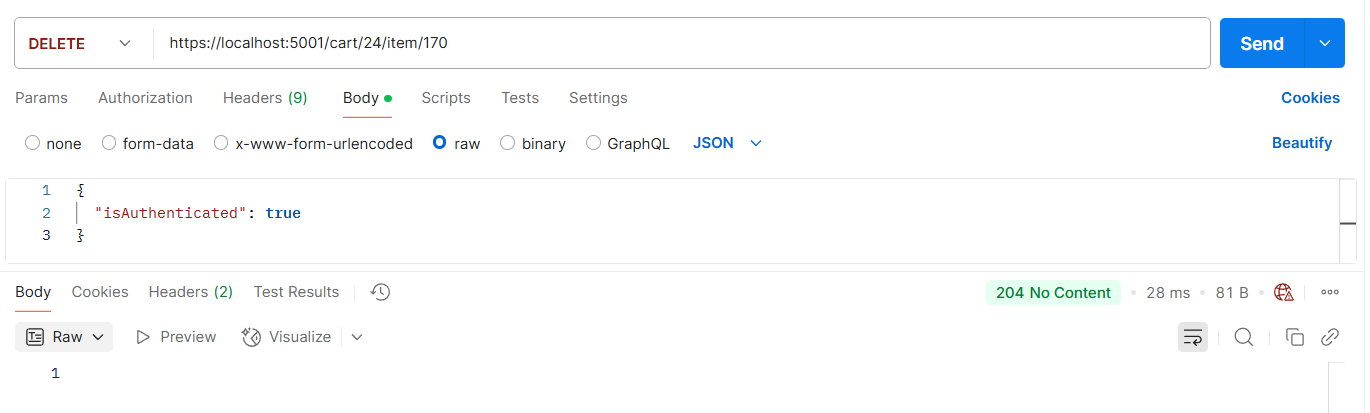 DELETE https://localhost:5001/cart/24/item/170 Send
Params Authorization Headers (9) Body Scripts Tests Settings Cookies
none form-data x-www-form-urlencoded raw binary GraphQL JSON Beautify
1 {
2 "isAuthenticated": true
3 }
Body Cookies Headers (2) Test Results 204 No Content 28 ms 81 B
Raw Preview Visualize
1